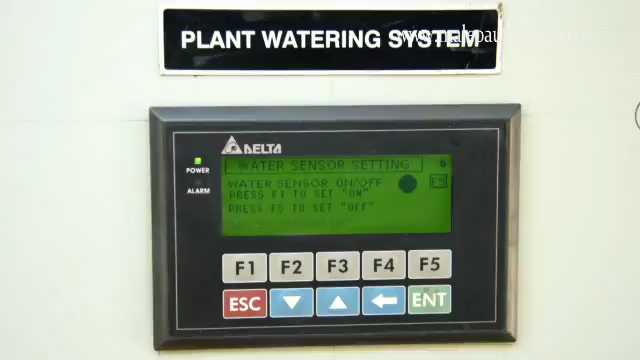 PLANT WATERING SYSTEM
DELTA
POWER
ALARM
WATER SENSOR SETTING
WATER SENSOR ON/OFF
F5
PRESS F1 TO SET "ON"
PRESS F5 TO SET "OFF"
F1 F2 F3 F4 F5
ESC ENT